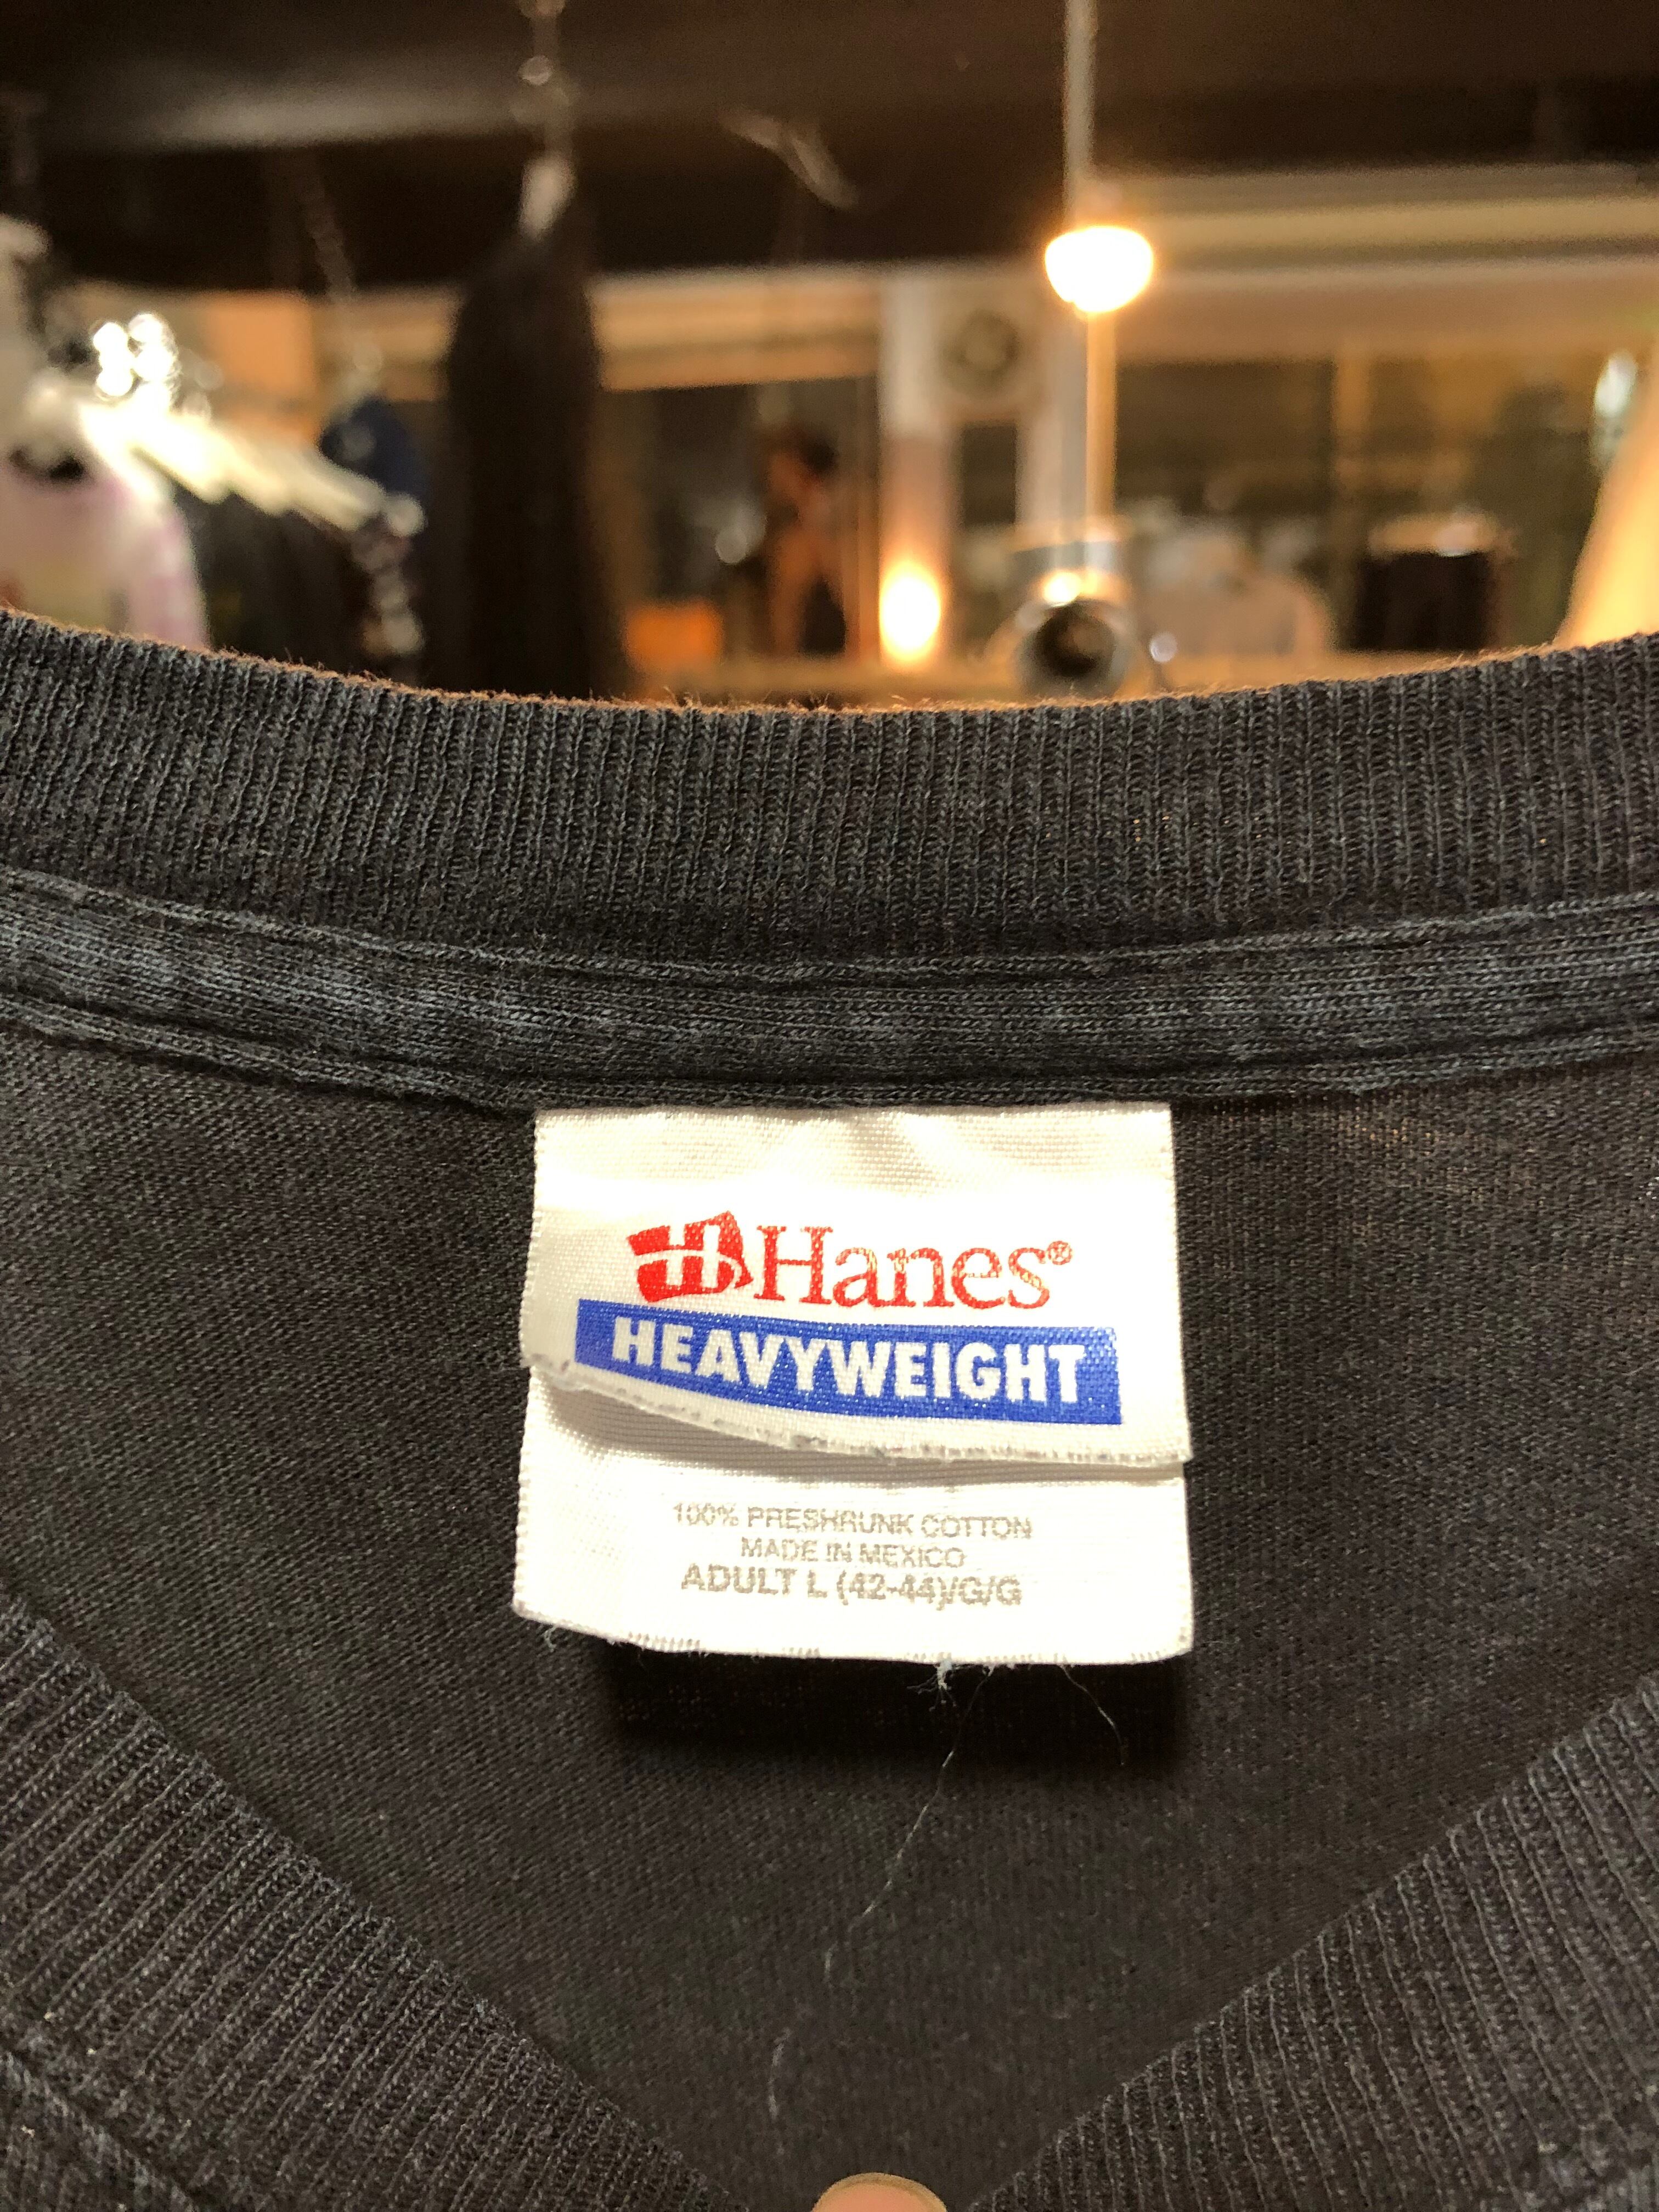 H Hanes®
HEAVYWEIGHT
100% PRESHRUNK COTTON
MADE IN MEXICO
ADULT L (42-44)/G/G